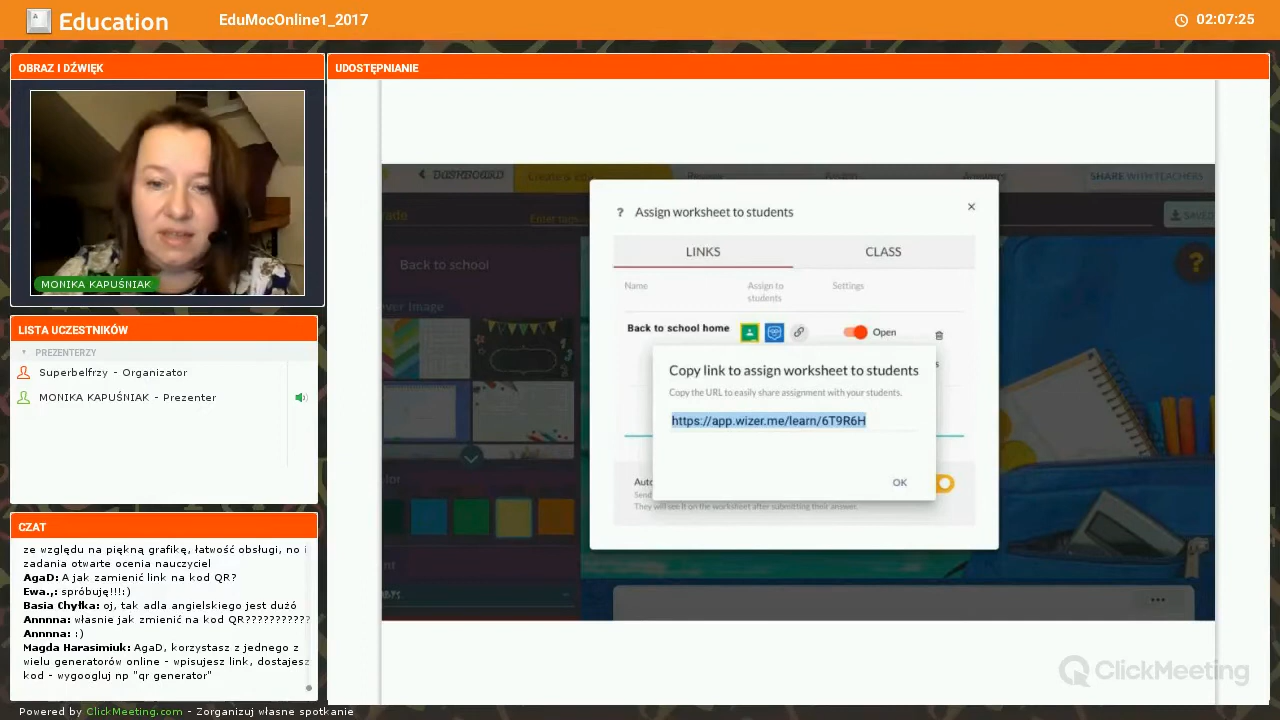 Education
EduMocOnline1_2017
02:07:25
OBRAZ I DŹWIĘK
MONIKA KAPUŚNIAK
LISTA UCZESTNIKÓW
PREZENTERZY
Superbelfrzy - Organizator
MONIKA KAPUŚNIAK - Prezenter
CZAT
ze względu na piękną grafikę, łatwość obsługi, no i
zadania otwarte ocenia nauczyciel
AgaD: A jak zamienić link na kod QR?
Ewa.,: spróbuję!!!:)
Basia Chyłka: oj, tak adla angielskiego jest dużó
Annnna: własnie jak zmienić na kod QR??????????
Annnna: :)
Magda Harasimiuk: AgaD, korzystasz z jednego z
wielu generatorów online - wpisujesz link, dostajesz
kod - wygoogluj np "qr generator"
UDOSTĘPNIANIE
DASHBOARD
Create & edit
Answers
SHARE WITH TEACHERS
Enter tags
SAVED
Back to school
? Assign worksheet to students
×
LINKS
CLASS
Name
Assign to
students
Settings
Back to school home
Open
Copy link to assign worksheet to students
Copy the URL to easily share assignment with your students.
https://app.wizer.me/learn/6T9R6H
OK
They will see it on the worksheet after submitting their answer.
?
ClickMeeting
Powered by ClickMeeting.com - Zorganizuj własne spotkanie